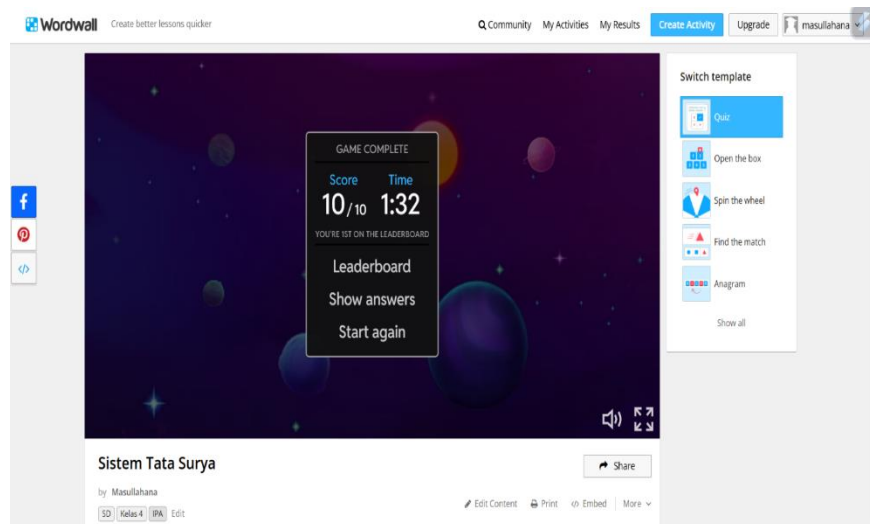 Wordwall Create better lessons quicker Community My Activities My Results Create Activity Upgrade masullahana
Switch template
Quiz
Open the box
Spin the wheel
Find the match
Anagram
Show all
GAME COMPLETE
Score Time
10/10 1:32
YOU'RE 1ST ON THE LEADERBOARD
Leaderboard
Show answers
Start again
Sistem Tata Surya
Share
by Masullahana
SD Kelas 4 IPA Edit
Edit Content Print Embed More